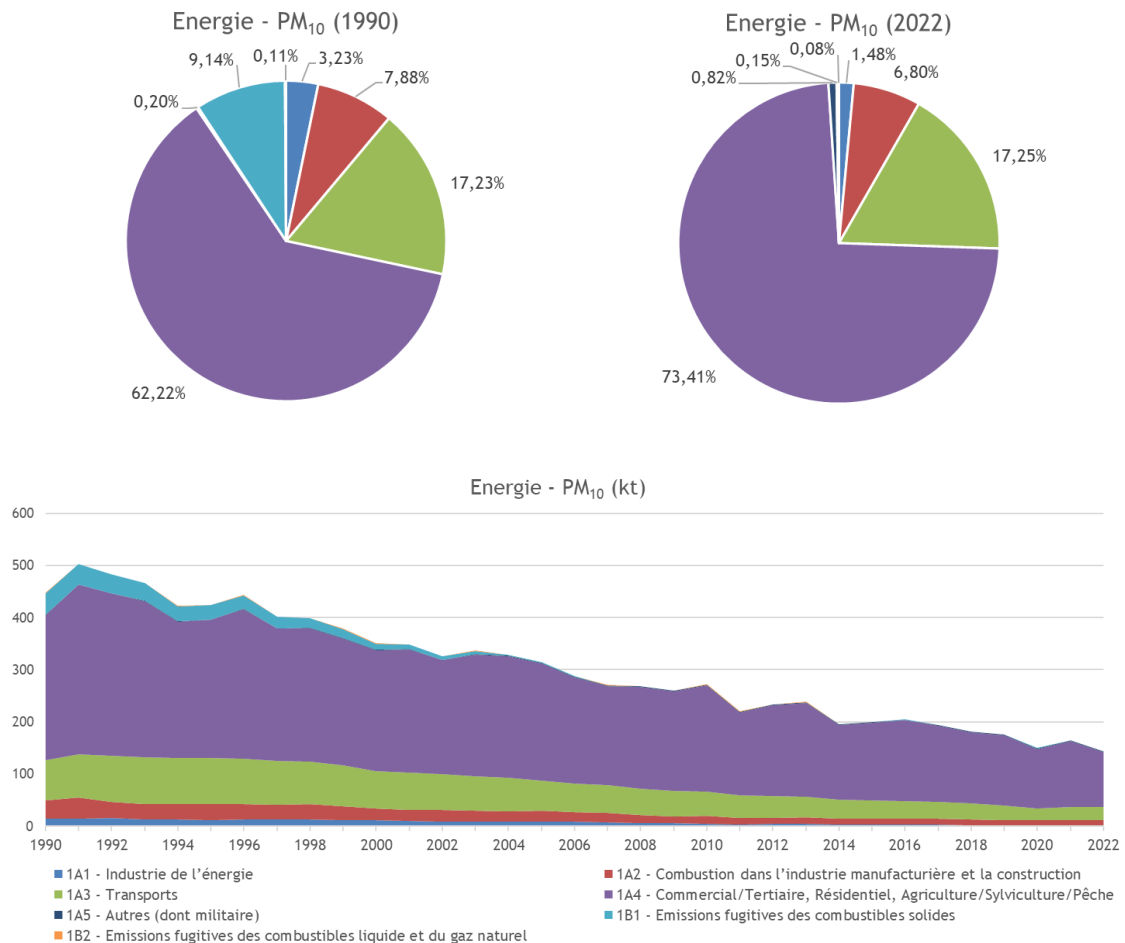 Energie - PM₁₀ (1990)
9,14%
0,11%
3,23%
7,88%
0,20%
17,23%
62,22%
Energie - PM₁₀ (2022)
0,08%
0,15%
1,48%
0,82%
6,80%
17,25%
73,41%
Energie - PM₁₀ (kt)
600
500
400
300
200
100
0
1990 1992 1994 1996 1998 2000 2002 2004 2006 2008 2010 2012 2014 2016 2018 2020 2022
1A1 - Industrie de l'énergie
1A2 - Combustion dans l'industrie manufacturière et la construction
1A3 - Transports
1A4 - Commercial/Tertiaire, Résidentiel, Agriculture/Sylviculture/Pêche
1A5 - Autres (dont militaire)
1B1 - Emissions fugitives des combustibles solides
1B2 - Emissions fugitives des combustibles liquide et du gaz naturel